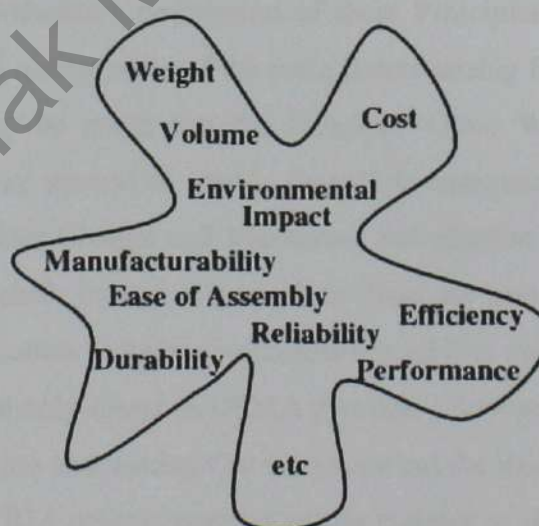 Weight
Cost
Volume
Environmental
Impact
Manufacturability
Ease of Assembly
Efficiency
Reliability
Durability
Performance
etc